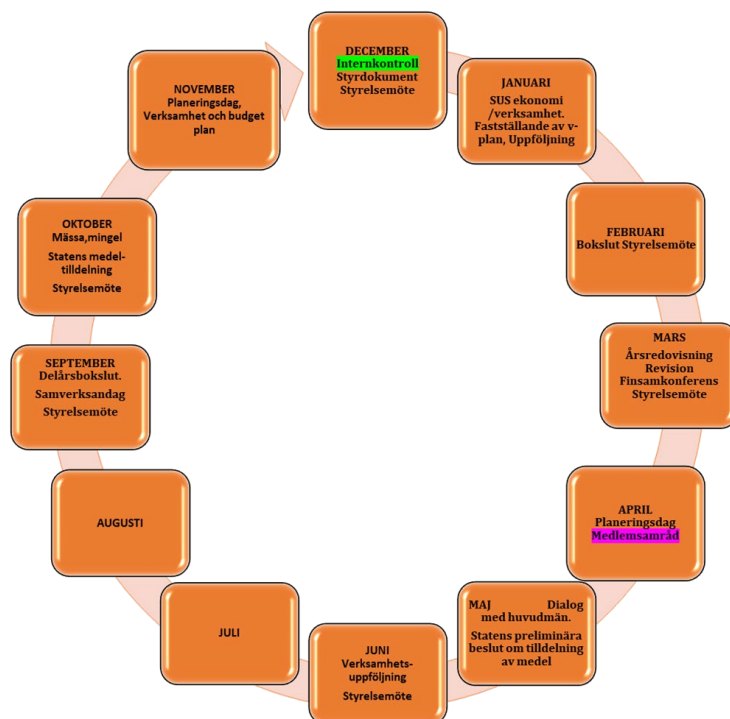 DECEMBER
Internkontroll
Styrdokument
Styrelsemöte
JANUARI
SUS ekonomi
/verksamhet.
Fastställande av v-
plan, Uppföljning
FEBRUARI
Bokslut Styrelsemöte
MARS
Årsredovisning
Revision
Finsamkonferens
Styrelsemöte
APRIL
Planeringsdag
Medlemsamråd
MAJ Dialog
med huvudmän.
Statens preliminära
beslut om tilldelning
av medel
JUNI
Verksamhets-
uppföljning
Styrelsemöte
JULI
AUGUSTI
SEPTEMBER
Delårsbokslut.
Samverksandag
Styrelsemöte
OKTOBER
Mässa,mingel
Statens medel-
tilldelning
Styrelsemöte
NOVEMBER
Planeringsdag,
Verksamhet och budget
plan